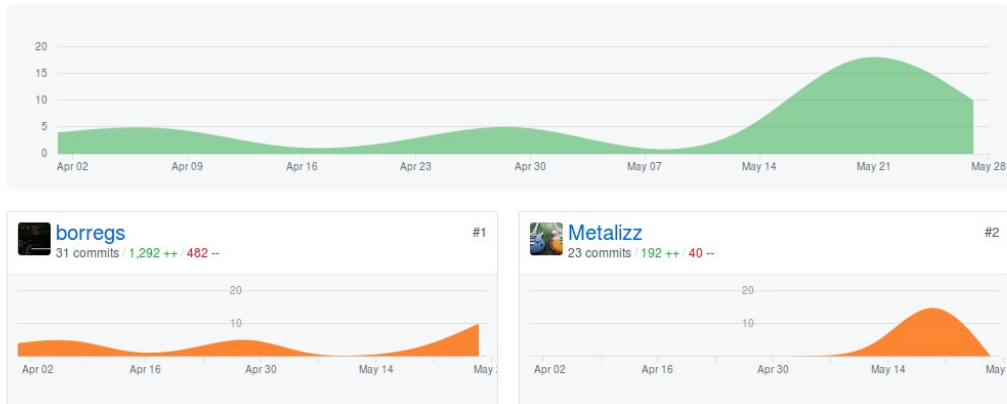 20
15
10
5
0
Apr 02 Apr 09 Apr 16 Apr 23 Apr 30 May 07 May 14 May 21 May 28
borregs #1
31 commits / 1,292 ++ / 482 --
20
10
Apr 02 Apr 16 Apr 30 May 14 May
Metalizz #2
23 commits / 192 ++ / 40 --
20
10
Apr 02 Apr 16 Apr 30 May 14 May